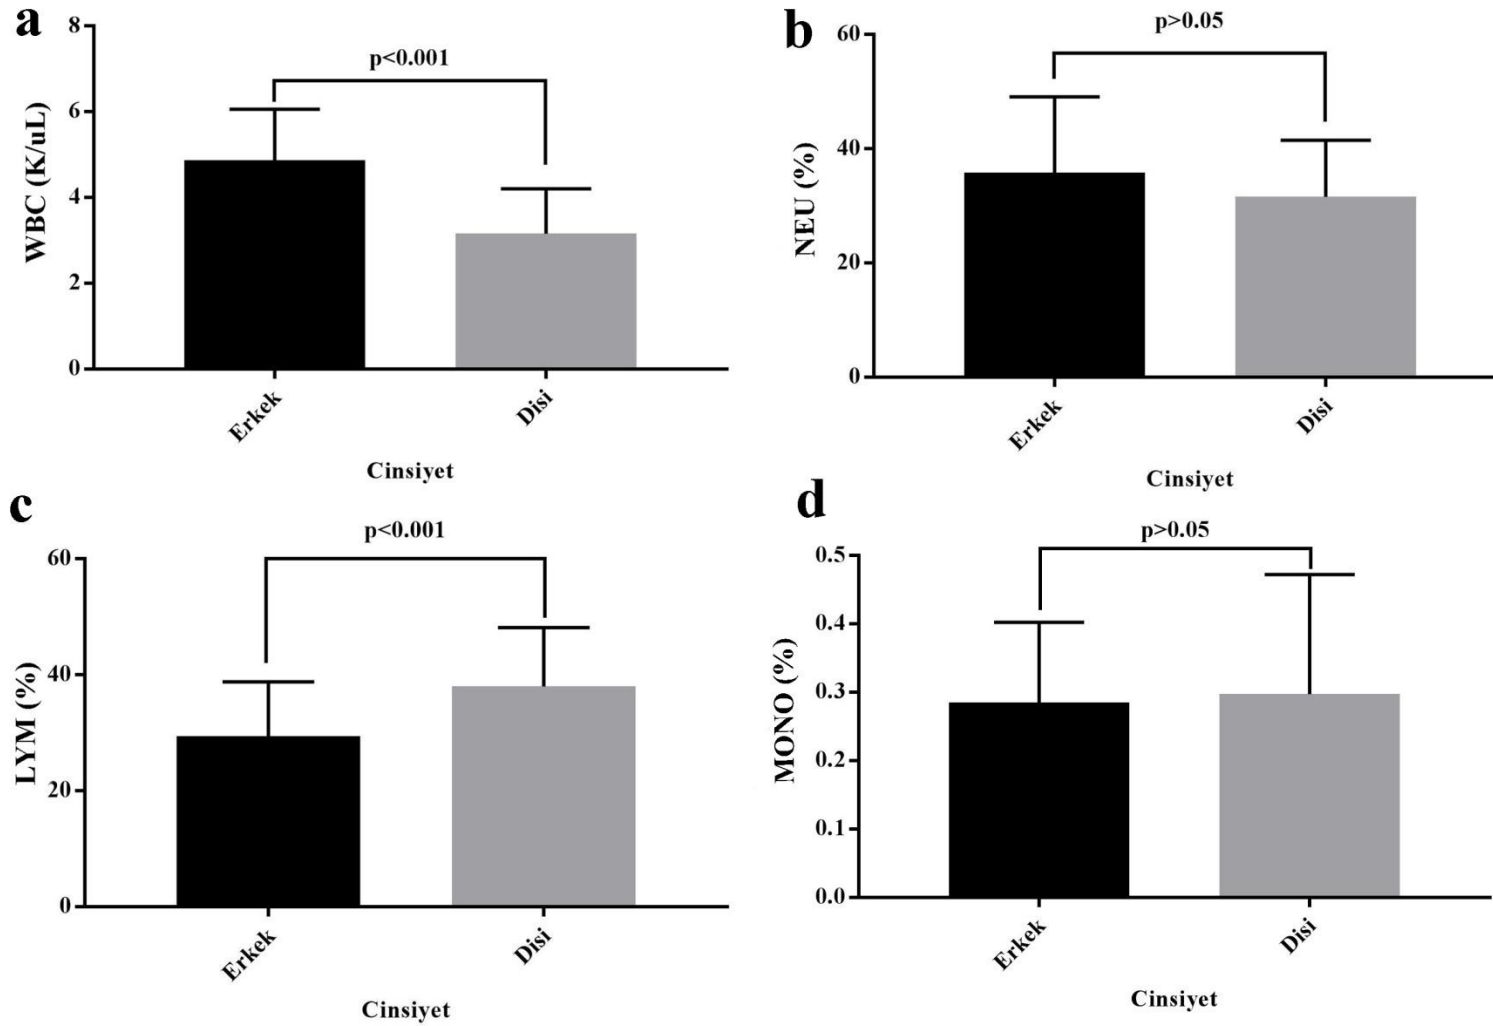 a
8
p<0.001
6
WBC (K/uL)
4
2
0
Erkek
Disi
Cinsiyet
b
60
p>0.05
40
NEU (%)
20
0
Erkek
Disi
Cinsiyet
c
60
p<0.001
40
LYM (%)
20
0
Erkek
Disi
Cinsiyet
d
0.5
p>0.05
0.4
0.3
MONO (%)
0.2
0.1
0.0
Erkek
Disi
Cinsiyet